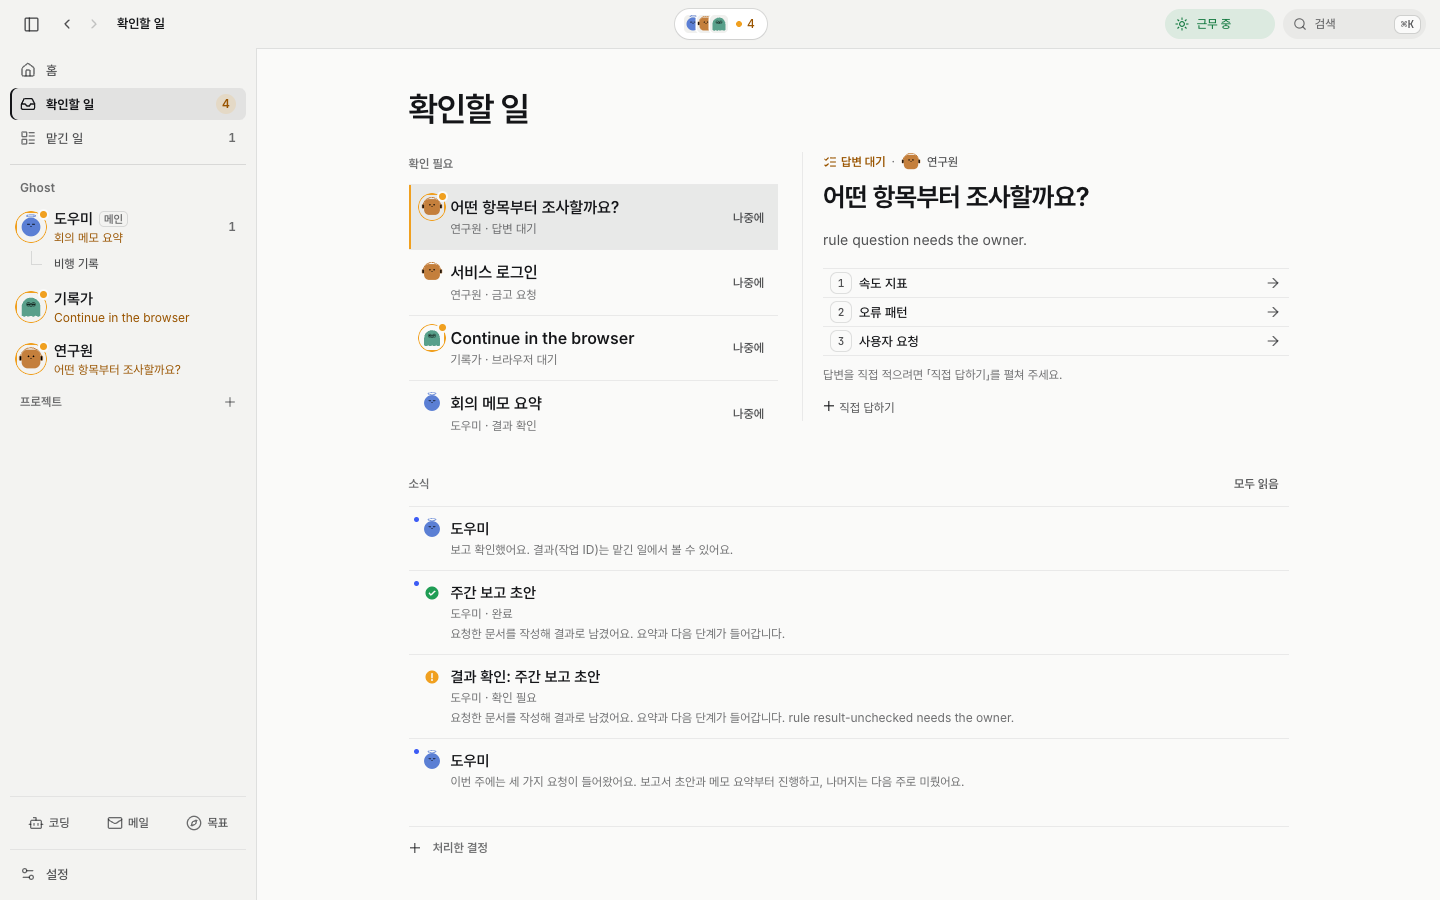 확인할 일
4
근무 중
검색
⌘K
홈
확인할 일
4
맡긴 일
1
Ghost
도우미
메인
회의 메모 요약
1
비행 기록
기록가
Continue in the browser
연구원
어떤 항목부터 조사할까요?
프로젝트
코딩
메일
목표
설정
확인할 일
확인 필요
어떤 항목부터 조사할까요?
연구원 · 답변 대기
나중에
서비스 로그인
연구원 · 금고 요청
나중에
Continue in the browser
기록가 · 브라우저 대기
나중에
회의 메모 요약
도우미 · 결과 확인
나중에
답변 대기 · 연구원
어떤 항목부터 조사할까요?
rule question needs the owner.
1 속도 지표
2 오류 패턴
3 사용자 요청
답변을 직접 적으려면 「직접 답하기」를 펼쳐 주세요.
직접 답하기
소식
모두 읽음
도우미
보고 확인했어요. 결과(작업 ID)는 맡긴 일에서 볼 수 있어요.
주간 보고 초안
도우미 · 완료
요청한 문서를 작성해 결과로 남겼어요. 요약과 다음 단계가 들어갑니다.
결과 확인: 주간 보고 초안
도우미 · 확인 필요
요청한 문서를 작성해 결과로 남겼어요. 요약과 다음 단계가 들어갑니다. rule result-unchecked needs the owner.
도우미
이번 주에는 세 가지 요청이 들어왔어요. 보고서 초안과 메모 요약부터 진행하고, 나머지는 다음 주로 미뤘어요.
처리한 결정